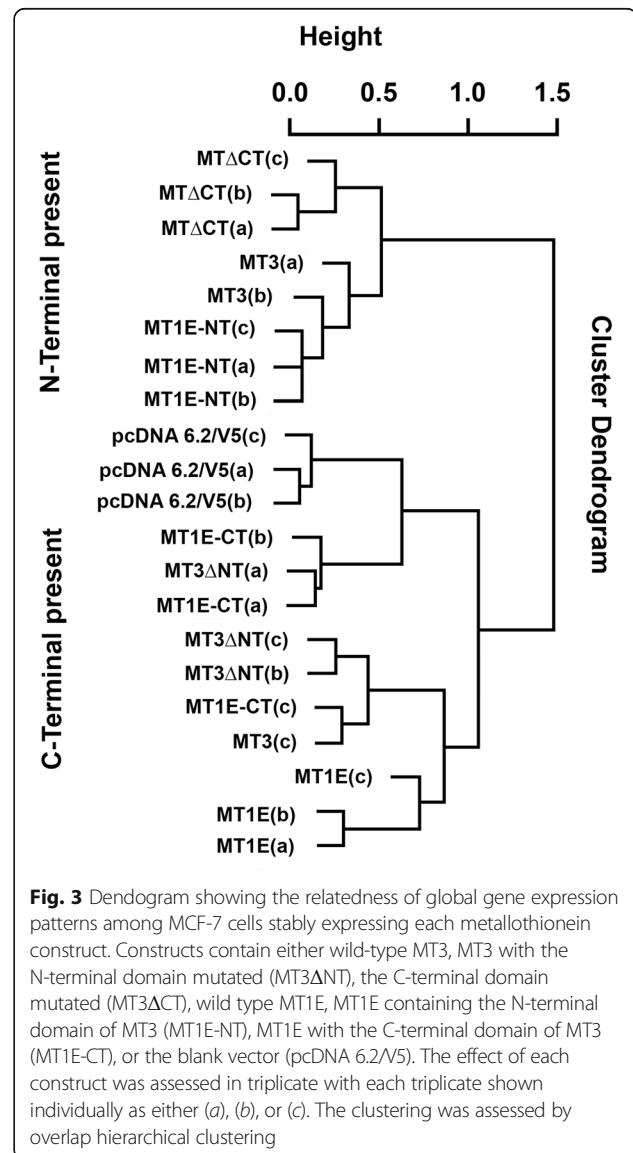 Height
0.0 0.5 1.0 1.5
N-Terminal present
C-Terminal present
MTΔCT(c)
MTΔCT(b)
MTΔCT(a)
MT3(a)
MT3(b)
MT1E-NT(c)
MT1E-NT(a)
MT1E-NT(b)
pcDNA 6.2/V5(c)
pcDNA 6.2/V5(a)
pcDNA 6.2/V5(b)
MT1E-CT(b)
MT3ΔNT(a)
MT1E-CT(a)
MT3ΔNT(c)
MT3ΔNT(b)
MT1E-CT(c)
MT3(c)
MT1E(c)
MT1E(b)
MT1E(a)
Cluster Dendrogram
Fig. 3 Dendogram showing the relatedness of global gene expression
patterns among MCF-7 cells stably expressing each metallothionein
construct. Constructs contain either wild-type MT3, MT3 with the
N-terminal domain mutated (MT3ΔNT), the C-terminal domain
mutated (MT3ΔCT), wild type MT1E, MT1E containing the N-terminal
domain of MT3 (MT1E-NT), MT1E with the C-terminal domain of MT3
(MT1E-CT), or the blank vector (pcDNA 6.2/V5). The effect of each
construct was assessed in triplicate with each triplicate shown
individually as either (a), (b), or (c). The clustering was assessed by
overlap hierarchical clustering